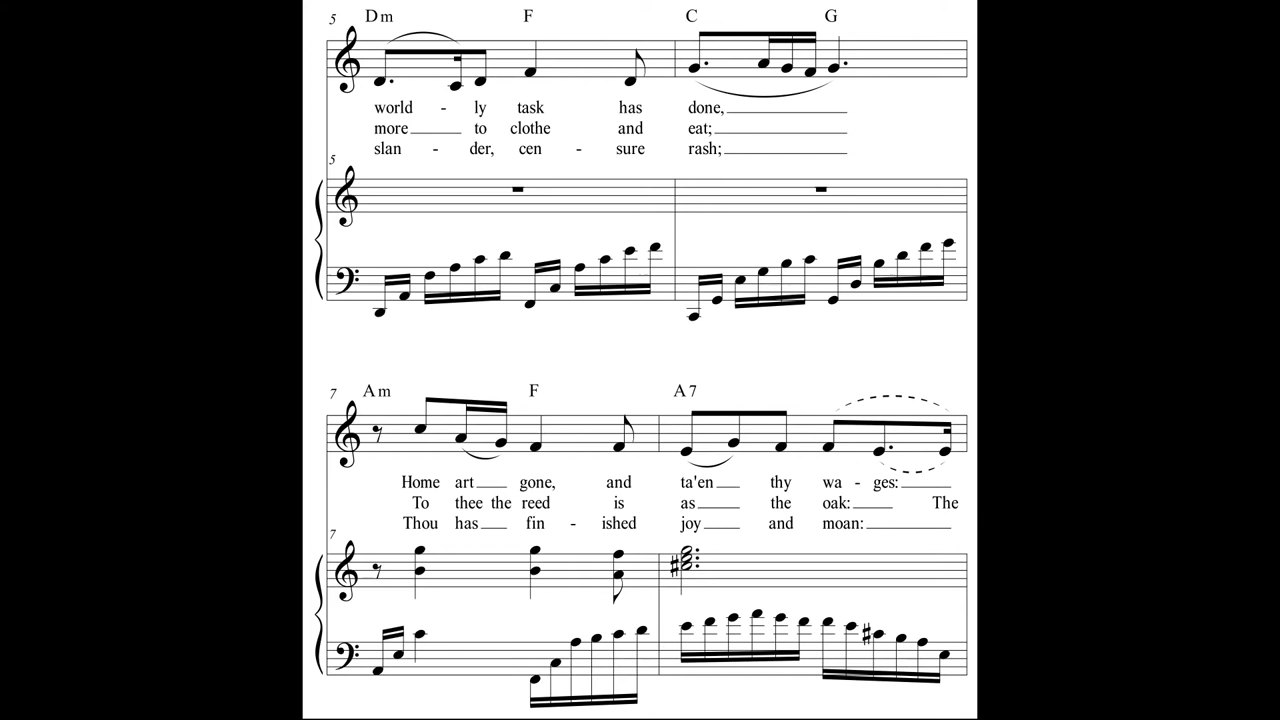 5 Dm F C G
world - ly task has done,
more to clothe and eat;
slan - der, cen - sure rash;
5
7 Am F A7
Home art gone, and ta'en thy wa - ges:
To thee the reed is as the oak: The
Thou has fin - ished joy and moan:
7